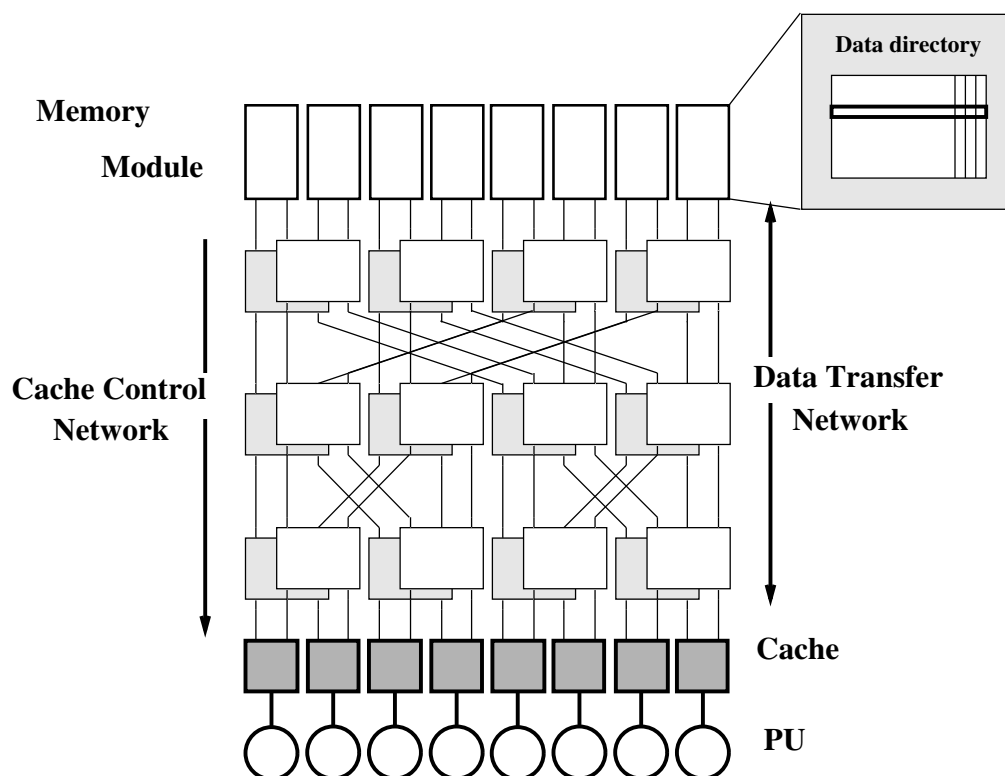 Data directory
Memory
Module
Cache Control
Network
Data Transfer
Network
Cache
PU